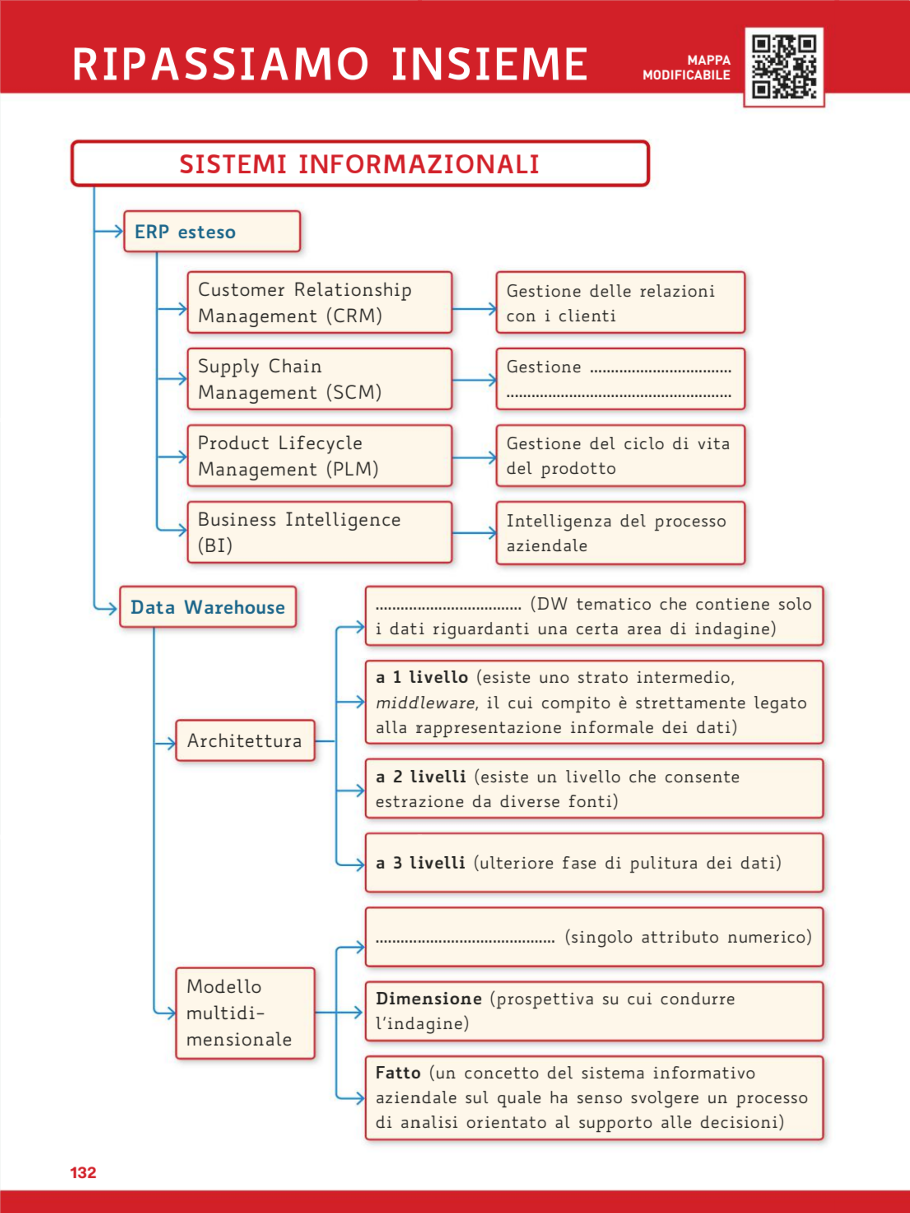 RIPASSIAMO INSIEME
MAPPA
MODIFICABILE
SISTEMI INFORMAZIONALI
ERP esteso
Customer Relationship
Management (CRM)
Gestione delle relazioni
con i clienti
Supply Chain
Management (SCM)
Gestione ..................................
......................................................
Product Lifecycle
Management (PLM)
Gestione del ciclo di vita
del prodotto
Business Intelligence
(BI)
Intelligenza del processo
aziendale
Data Warehouse
Architettura
................................... (DW tematico che contiene solo
i dati riguardanti una certa area di indagine)
a 1 livello (esiste uno strato intermedio,
middleware, il cui compito è strettamente legato
alla rappresentazione informale dei dati)
a 2 livelli (esiste un livello che consente
estrazione da diverse fonti)
a 3 livelli (ulteriore fase di pulitura dei dati)
Modello
multidi-
mensionale
........................................... (singolo attributo numerico)
Dimensione (prospettiva su cui condurre
l'indagine)
Fatto (un concetto del sistema informativo
aziendale sul quale ha senso svolgere un processo
di analisi orientato al supporto alle decisioni)
132